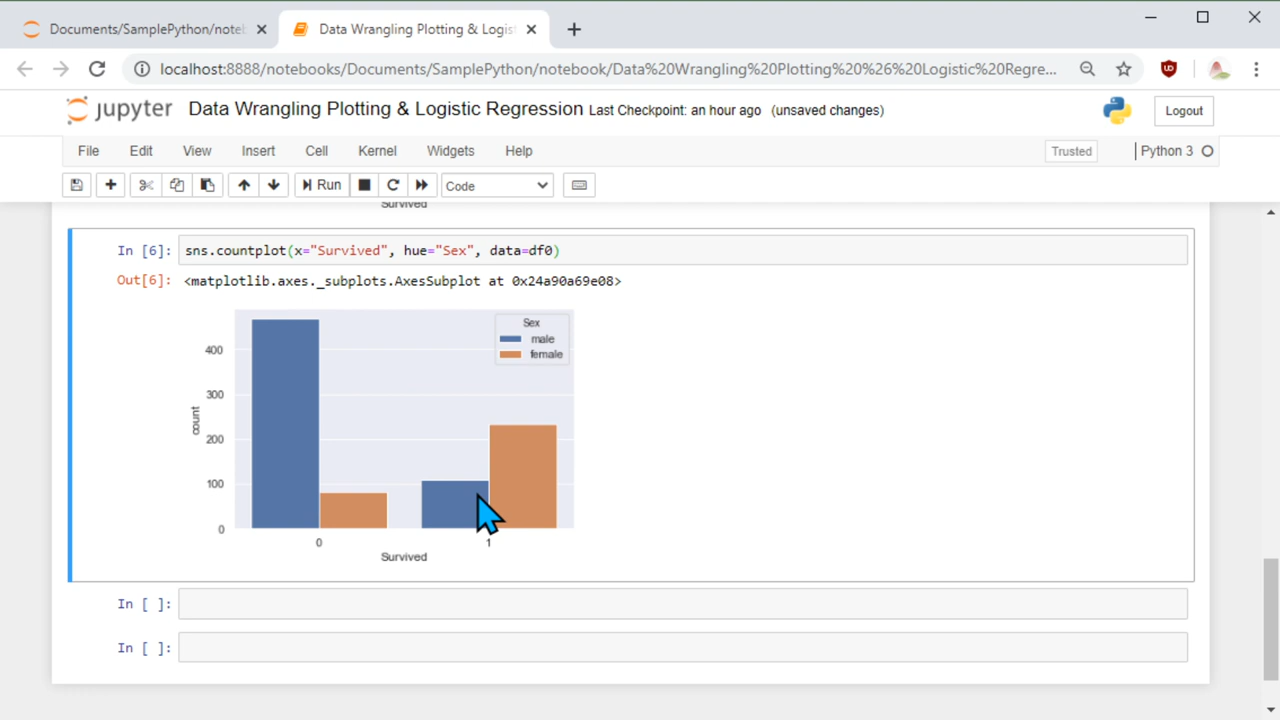 Documents/SamplePython/note
Data Wrangling Plotting & Logist
localhost:8888/notebooks/Documents/SamplePython/notebook/Data%20Wrangling%20Plotting%20%26%20Logistic%20Regre...
jupyter Data Wrangling Plotting & Logistic Regression Last Checkpoint: an hour ago (unsaved changes)
Logout
File Edit View Insert Cell Kernel Widgets Help
Trusted
Python 3
Run
Code
Survived
In [6]: sns.countplot(x="Survived", hue="Sex", data=df0)
Out[6]: <matplotlib.axes._subplots.AxesSubplot at 0x24a90a69e08>
Sex
male
female
400
300
200
100
0
count
0 1
Survived
In [ ]:
In [ ]: